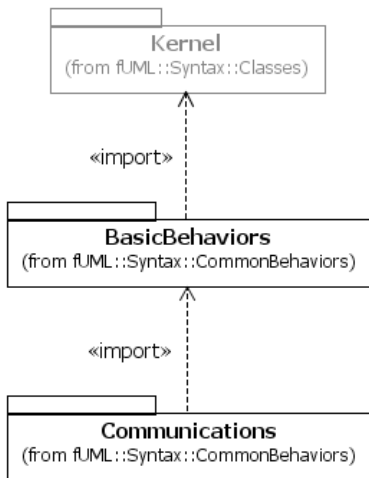 Kernel
(from fUML::Syntax::Classes)
«import»
BasicBehaviors
(from fUML::Syntax::CommonBehaviors)
«import»
Communications
(from fUML::Syntax::CommonBehaviors)